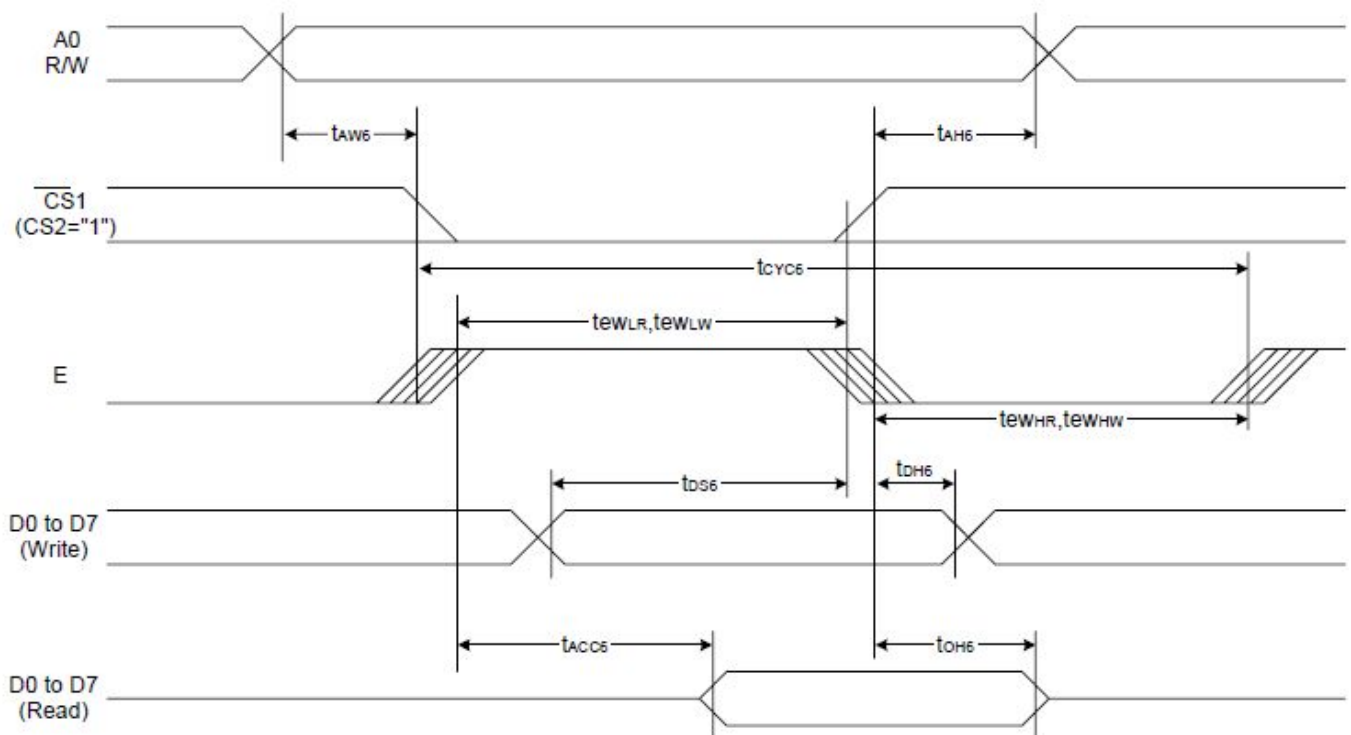 A0
R/W
tAW6
tAH6
CS1
(CS2="1")
tCYC6
tewLR,tewLW
E
tewHR,tewHW
tDS6
tDH6
D0 to D7
(Write)
tACC6
tOH6
D0 to D7
(Read)